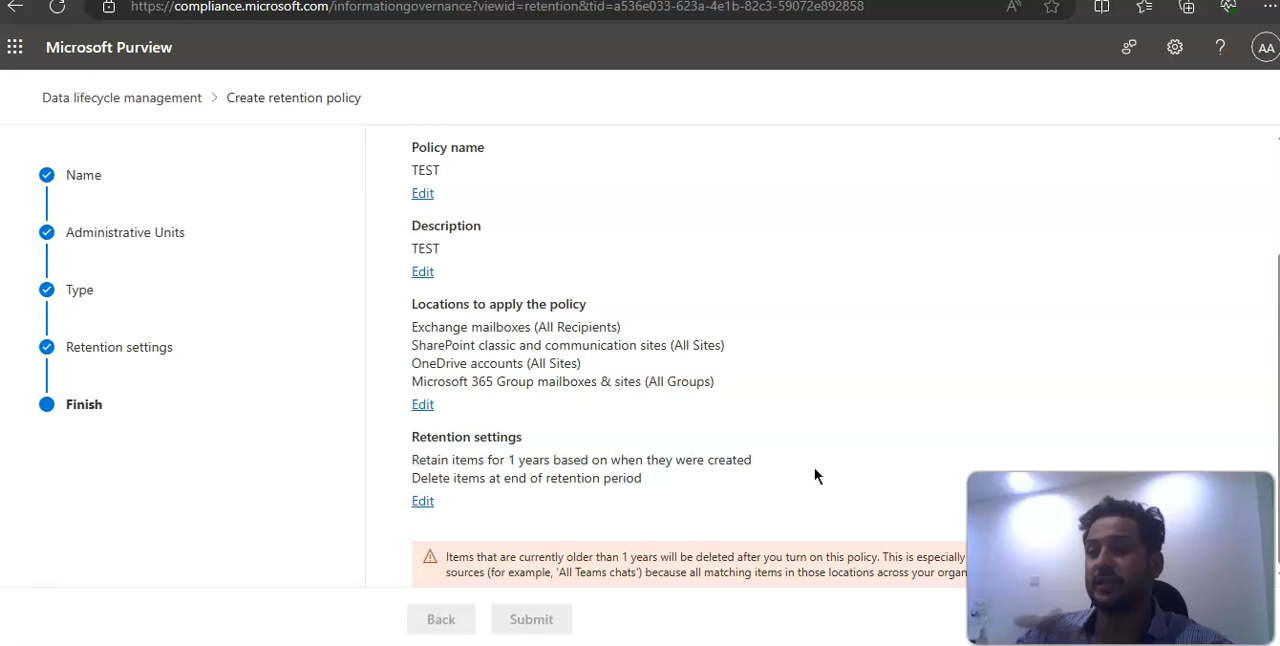 https://compliance.microsoft.com/informationgovernance?viewid=retention&tid=a536e033-623a-4e1b-82c3-59072e892858
Microsoft Purview
AA
Data lifecycle management > Create retention policy
Name
Administrative Units
Type
Retention settings
Finish
Policy name
TEST
Edit
Description
TEST
Edit
Locations to apply the policy
Exchange mailboxes (All Recipients)
SharePoint classic and communication sites (All Sites)
OneDrive accounts (All Sites)
Microsoft 365 Group mailboxes & sites (All Groups)
Edit
Retention settings
Retain items for 1 years based on when they were created
Delete items at end of retention period
Edit
Items that are currently older than 1 years will be deleted after you turn on this policy. This is especially
sources (for example, 'All Teams chats') because all matching items in those locations across your organ
Back
Submit